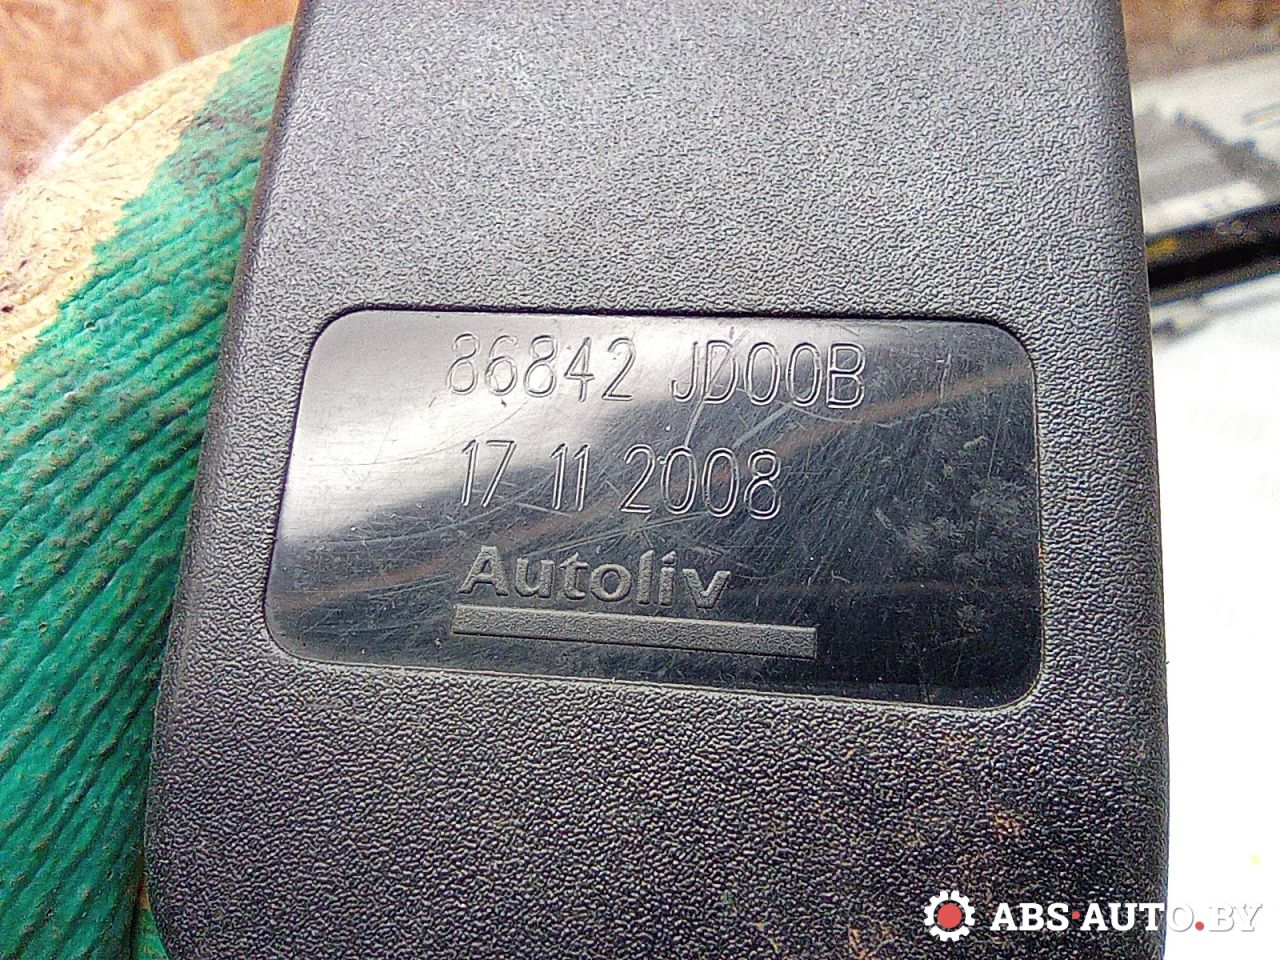 86842 JD00B
17 11 2008
Autoliv
ABS·AUTO.BY